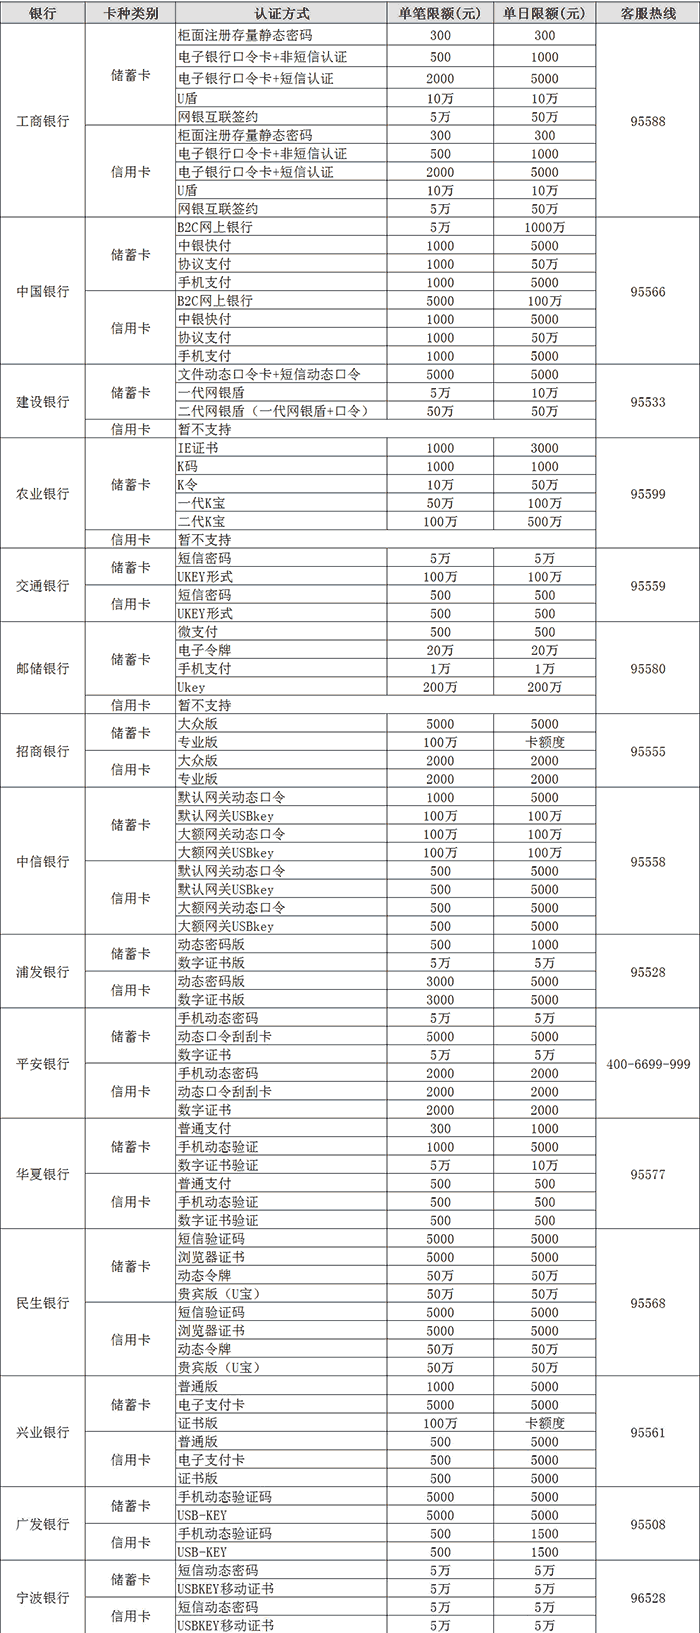 银行 卡种类别 认证方式 单笔限额(元) 单日限额(元) 客服热线
工商银行 储蓄卡 柜面注册存量静态密码 300 300 95588
电子银行口令卡+非短信认证 500 1000
电子银行口令卡+短信认证 2000 5000
U盾 10万 10万
网银互联签约 5万 50万
信用卡 柜面注册存量静态密码 300 300
电子银行口令卡+非短信认证 500 1000
电子银行口令卡+短信认证 2000 5000
U盾 10万 10万
网银互联签约 5万 50万
中国银行 储蓄卡 B2C网上银行 5万 1000万 95566
中银快付 1000 5000
协议支付 1000 50万
手机支付 1000 5000
信用卡 B2C网上银行 5000 100万
中银快付 1000 5000
协议支付 1000 50万
手机支付 1000 5000
建设银行 储蓄卡 文件动态口令卡+短信动态口令 5000 5000 95533
一代网银盾 5万 10万
二代网银盾（一代网银盾+口令） 50万 50万
信用卡 暂不支持
农业银行 储蓄卡 IE证书 1000 3000 95599
K码 1000 1000
K令 10万 50万
一代K宝 50万 100万
二代K宝 100万 500万
信用卡 暂不支持
交通银行 储蓄卡 短信密码 5万 5万 95559
UKEY形式 100万 100万
信用卡 短信密码 500 500
UKEY形式 500 500
邮储银行 储蓄卡 微支付 500 500 95580
电子令牌 20万 20万
手机支付 1万 1万
Ukey 200万 200万
信用卡 暂不支持
招商银行 储蓄卡 大众版 5000 5000 95555
专业版 100万 卡额度
信用卡 大众版 2000 2000
专业版 2000 2000
中信银行 储蓄卡 默认网关动态口令 1000 5000 95558
默认网关USBkey 100万 100万
大额网关动态口令 100万 100万
大额网关USBkey 100万 100万
信用卡 默认网关动态口令 500 5000
默认网关USBkey 500 5000
大额网关动态口令 500 5000
大额网关USBkey 500 5000
浦发银行 储蓄卡 动态密码版 500 1000 95528
数字证书版 5万 5万
信用卡 动态密码版 3000 5000
数字证书版 3000 5000
平安银行 储蓄卡 手机动态密码 5万 5万 400-6699-999
动态口令刮刮卡 5000 5000
数字证书 5万 5万
信用卡 手机动态密码 2000 2000
动态口令刮刮卡 2000 2000
数字证书 2000 2000
华夏银行 储蓄卡 普通支付 300 1000 95577
手机动态验证 1000 5000
数字证书验证 5万 10万
信用卡 普通支付 500 500
手机动态验证 500 500
数字证书验证 500 500
民生银行 储蓄卡 短信验证码 5000 5000 95568
浏览器证书 5000 5000
动态令牌 50万 50万
贵宾版（U宝） 50万 50万
信用卡 短信验证码 5000 5000
浏览器证书 5000 5000
动态令牌 50万 50万
贵宾版（U宝） 50万 50万
兴业银行 储蓄卡 普通版 1000 5000 95561
电子支付卡 5000 5000
证书版 100万 卡额度
信用卡 普通版 500 5000
电子支付卡 500 5000
证书版 500 5000
广发银行 储蓄卡 手机动态验证码 5000 5000 95508
USB-KEY 5000 5000
信用卡 手机动态验证码 500 1500
USB-KEY 500 1500
宁波银行 储蓄卡 短信动态密码 5万 5万 96528
USBKEY移动证书 5万 5万
信用卡 短信动态密码 5万 5万
USBKEY移动证书 5万 5万